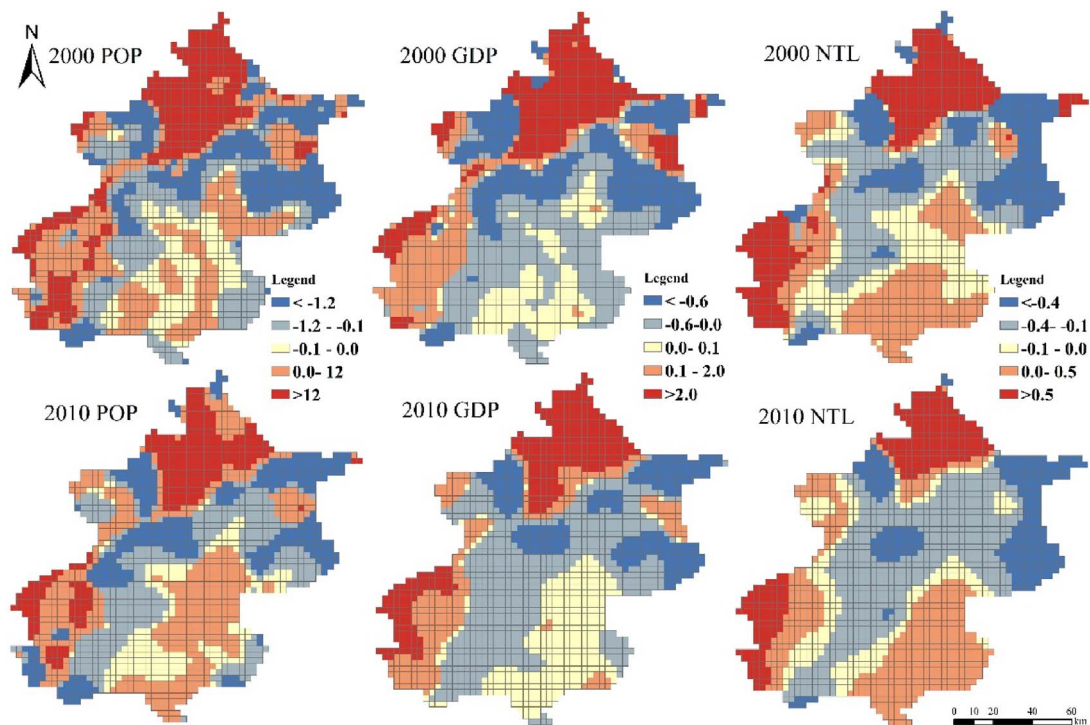 N
2000 POP
2000 GDP
2000 NTL
Legend
< -1.2
-1.2 - -0.1
-0.1 - 0.0
0.0- 12
>12
Legend
< -0.6
-0.6-0.0
0.0- 0.1
0.1 - 2.0
>2.0
Legend
< -0.4
-0.4- -0.1
-0.1 - 0.0
0.0- 0.5
>0.5
2010 POP
2010 GDP
2010 NTL
0 10 20 40 60
km